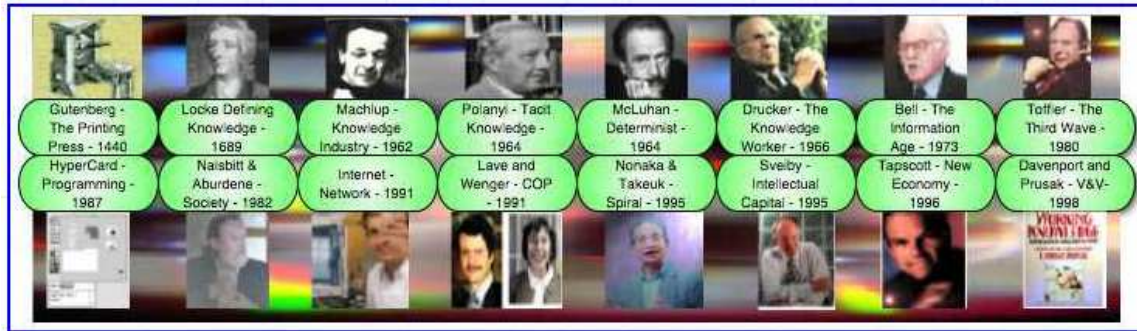 Gutenberg -
The Printing
Press - 1440
Locke Defining
Knowledge -
1689
Machlup -
Knowledge
Industry - 1962
Polanyi - Tacit
Knowledge -
1964
McLuhan -
Determinist -
1964
Drucker - The
Knowledge
Worker - 1966
Bell - The
Information
Age - 1973
Toffler - The
Third Wave -
1980
HyperCard -
Programming -
1987
Naisbitt &
Aburdene -
Society - 1982
Internet -
Network - 1991
Lave and
Wenger - COP
- 1991
Nonaka &
Takeuk -
Spiral - 1995
Sveiby -
Intellectual
Capital - 1995
Tapscott - New
Economy -
1996
Davenport and
Prusak - V&V-
1998
WORKING
KNOWLEDGE